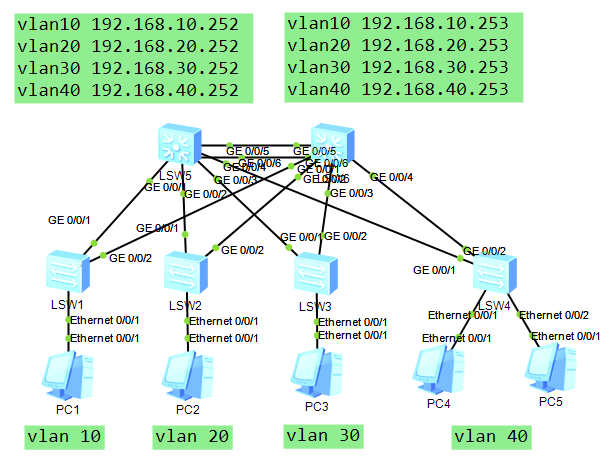 vlan10 192.168.10.252
vlan20 192.168.20.252
vlan30 192.168.30.252
vlan40 192.168.40.252
vlan10 192.168.10.253
vlan20 192.168.20.253
vlan30 192.168.30.253
vlan40 192.168.40.253
GE 0/0/5
GE 0/0/5
GE 0/0/6
GE 0/0/6
GE 0/0/4
LSW5
GE 0/0/3
GE 0/0/4
GE 0/0/1
GE 0/0/2
GE 0/0/3
GE 0/0/1
GE 0/0/1
GE 0/0/2
GE 0/0/2
GE 0/0/1
GE 0/0/2
GE 0/0/2
GE 0/0/1
LSW1
LSW2
LSW3
LSW4
Ethernet 0/0/1
Ethernet 0/0/1
Ethernet 0/0/1
Ethernet 0/0/1
Ethernet 0/0/2
Ethernet 0/0/1
Ethernet 0/0/1
Ethernet 0/0/1
Ethernet 0/0/1
Ethernet 0/0/1
PC1
PC2
PC3
PC4
PC5
vlan 10
vlan 20
vlan 30
vlan 40